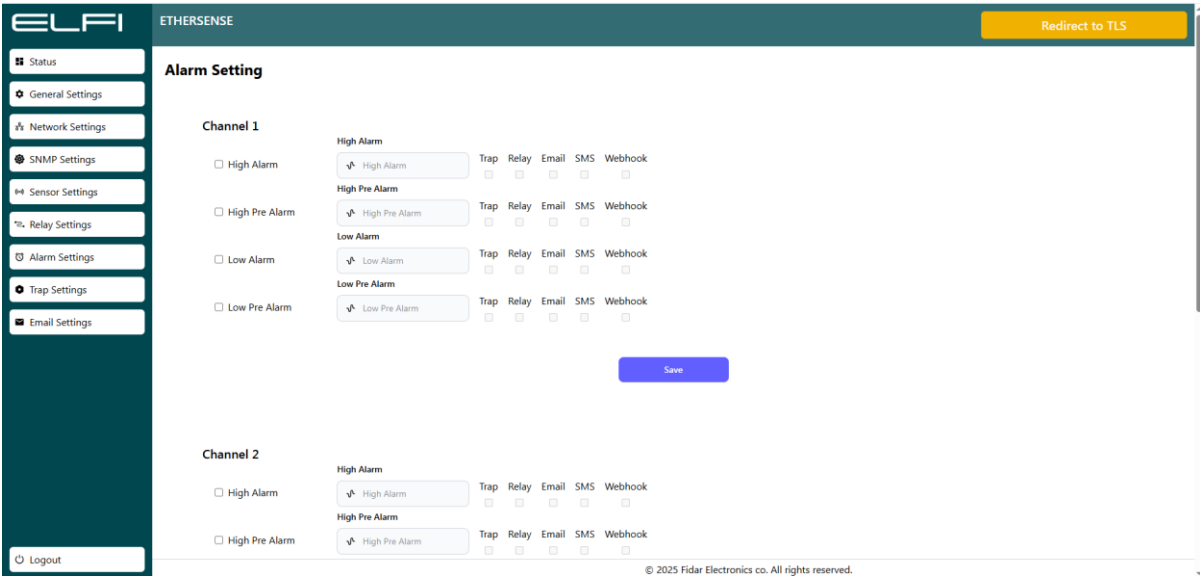 ELFI
ETHERSENSE
Redirect to TLS
Status
General Settings
Network Settings
SNMP Settings
Sensor Settings
Relay Settings
Alarm Settings
Trap Settings
Email Settings
Logout
Alarm Setting
Channel 1
High Alarm
High Alarm High Alarm Trap Relay Email SMS Webhook
High Pre Alarm
High Pre Alarm High Pre Alarm Trap Relay Email SMS Webhook
Low Alarm
Low Alarm Low Alarm Trap Relay Email SMS Webhook
Low Pre Alarm
Low Pre Alarm Low Pre Alarm Trap Relay Email SMS Webhook
Save
Channel 2
High Alarm
High Alarm High Alarm Trap Relay Email SMS Webhook
High Pre Alarm
High Pre Alarm High Pre Alarm Trap Relay Email SMS Webhook
© 2025 Fidar Electronics co. All rights reserved.